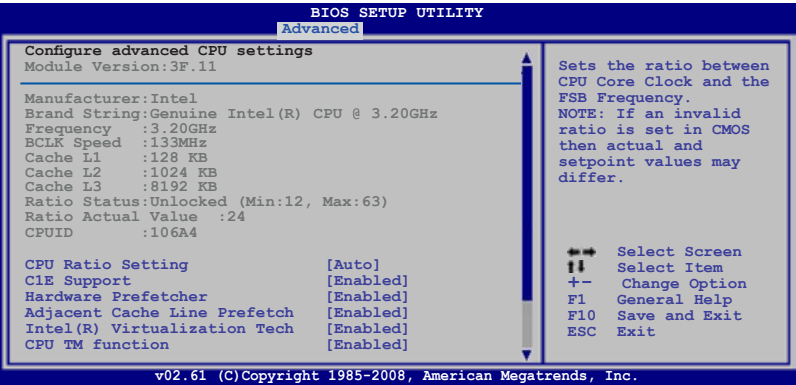 BIOS SETUP UTILITY
Advanced
Configure advanced CPU settings
Module Version:3F.11
Manufacturer:Intel
Brand String:Genuine Intel(R) CPU @ 3.20GHz
Frequency :3.20GHz
BCLK Speed :133MHz
Cache L1 :128 KB
Cache L2 :1024 KB
Cache L3 :8192 KB
Ratio Status:Unlocked (Min:12, Max:63)
Ratio Actual Value :24
CPUID :106A4
CPU Ratio Setting [Auto]
C1E Support [Enabled]
Hardware Prefetcher [Enabled]
Adjacent Cache Line Prefetch [Enabled]
Intel(R) Virtualization Tech [Enabled]
CPU TM function [Enabled]
Sets the ratio between
CPU Core Clock and the
FSB Frequency.
NOTE: If an invalid
ratio is set in CMOS
then actual and
setpoint values may
differ.
Select Screen
Select Item
+- Change Option
F1 General Help
F10 Save and Exit
ESC Exit
v02.61 (C)Copyright 1985-2008, American Megatrends, Inc.